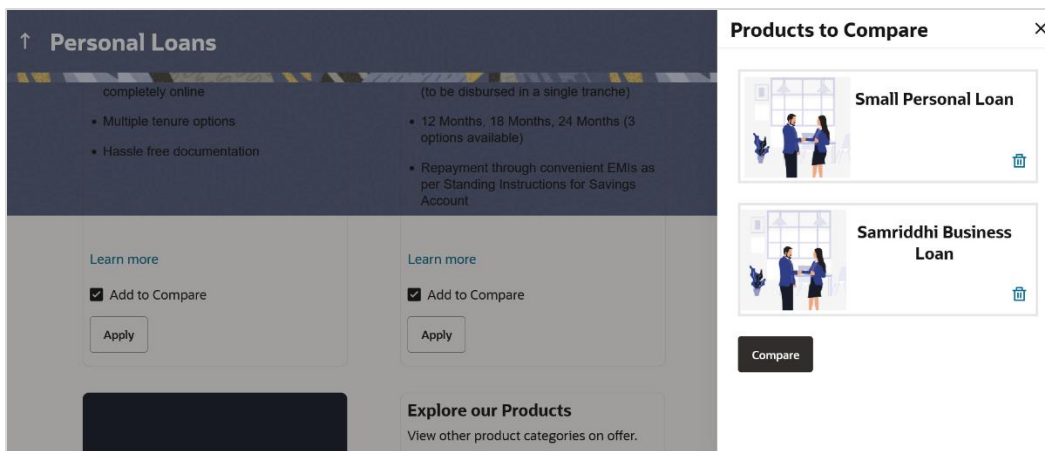 ↑ Personal Loans
completely online
• Multiple tenure options
• Hassle free documentation
Learn more
Add to Compare
Apply
(to be disbursed in a single tranche)
• 12 Months, 18 Months, 24 Months (3
options available)
• Repayment through convenient EMIs as
per Standing Instructions for Savings
Account
Learn more
Add to Compare
Apply
Explore our Products
View other product categories on offer.
Products to Compare
Small Personal Loan
Samriddhi Business
Loan
Compare